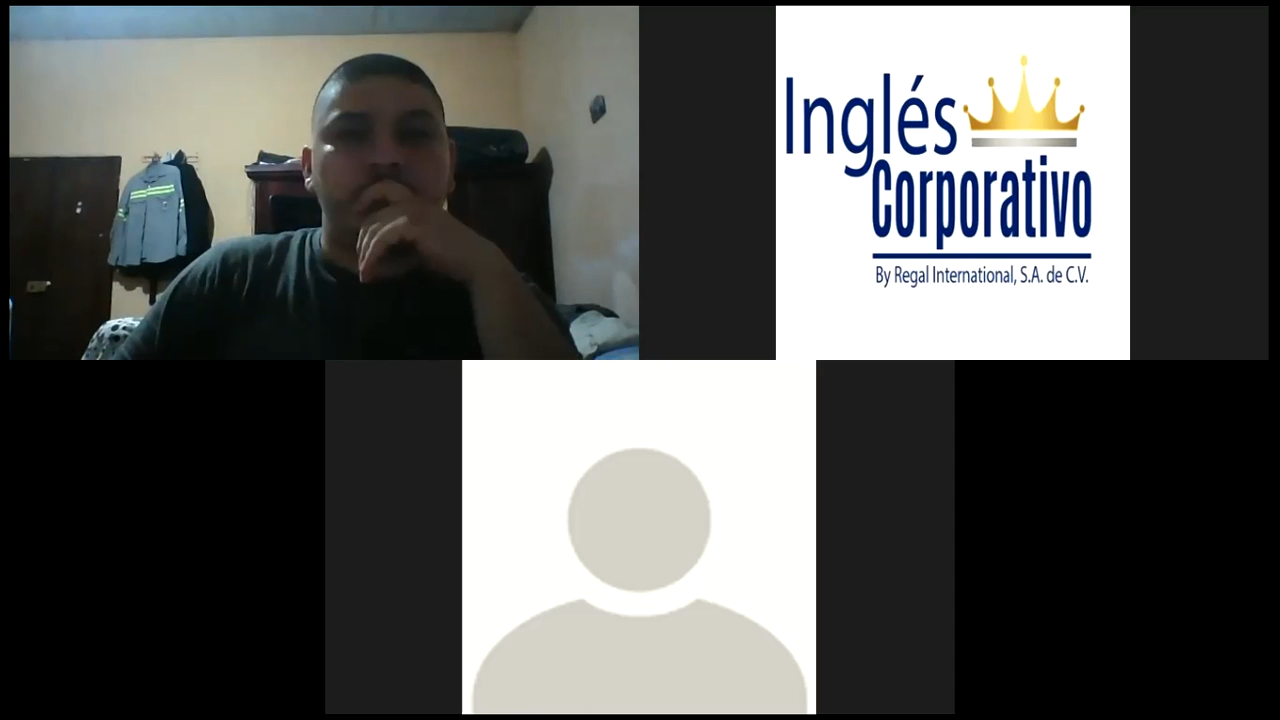 Inglés
Corporativo
By Regal International, S.A. de C.V.